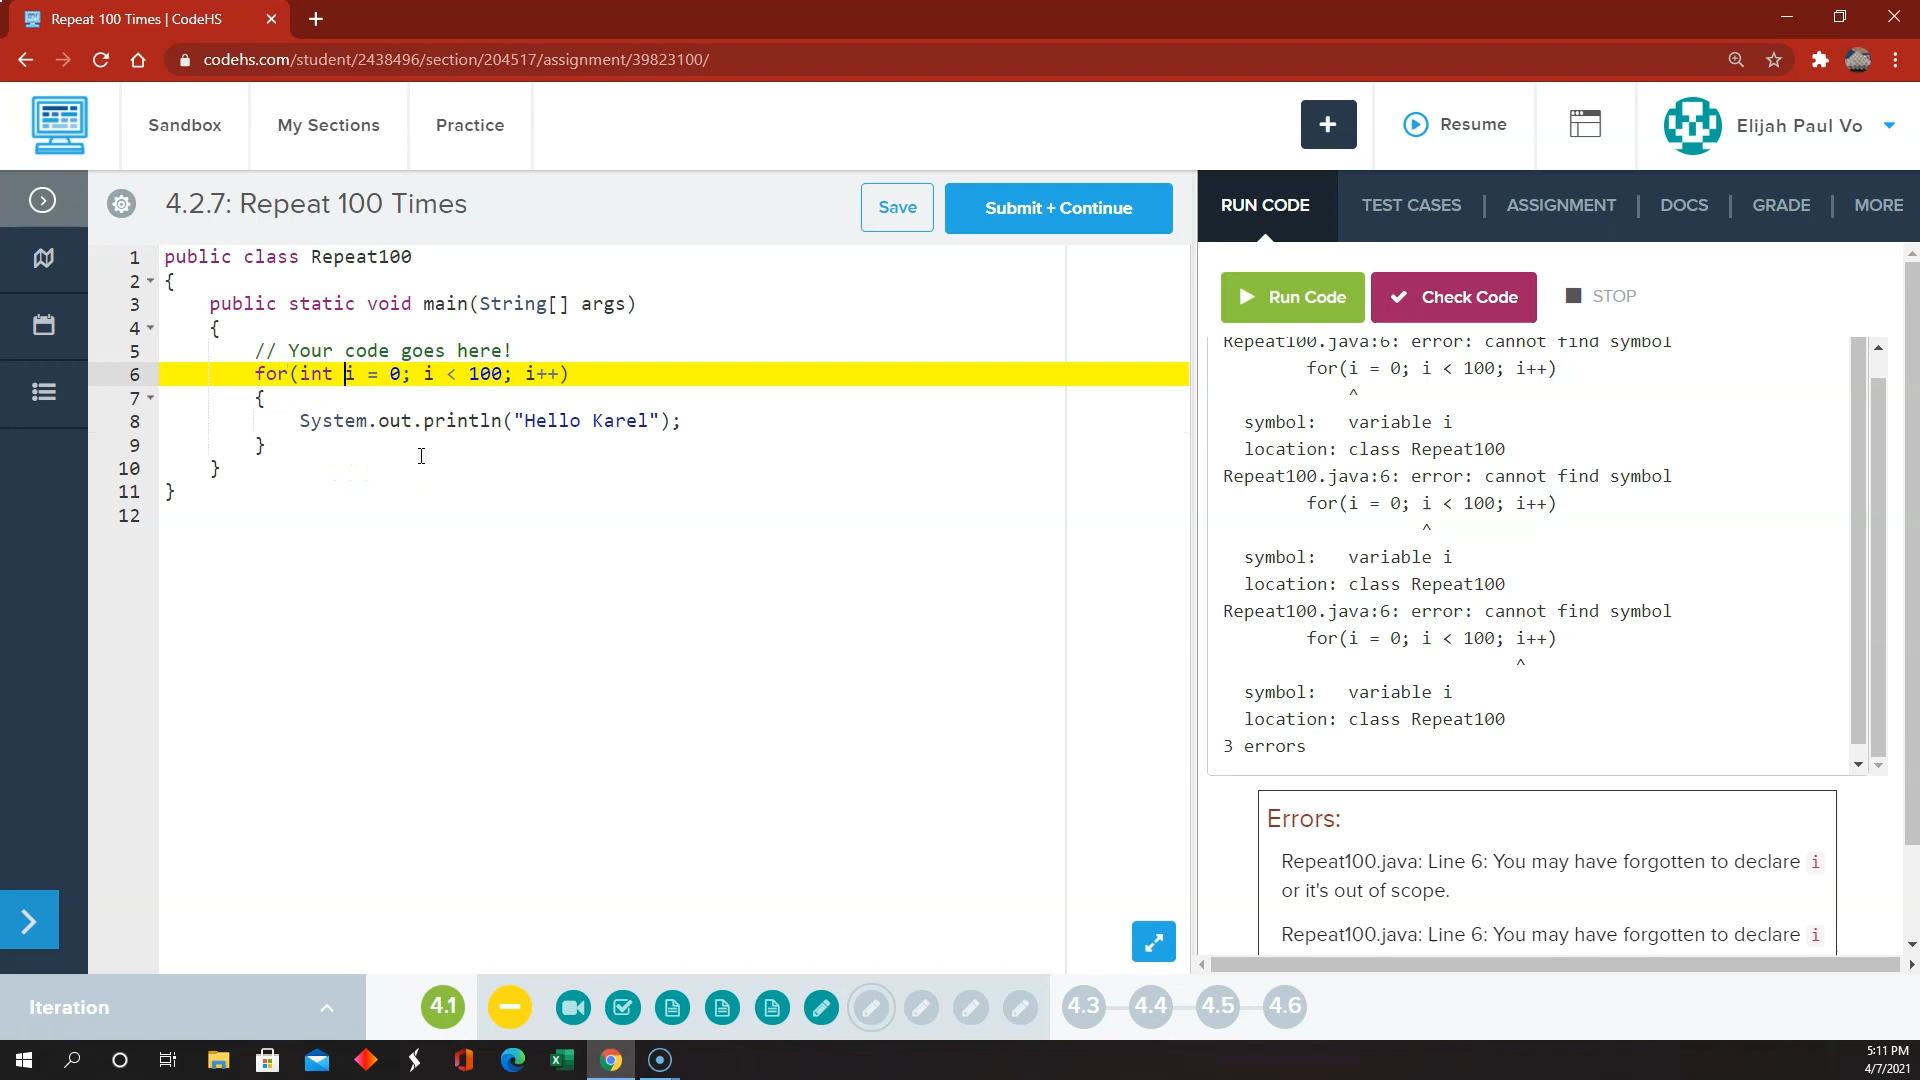 Repeat 100 Times | CodeHS
codehs.com/student/2438496/section/204517/assignment/39823100/
Sandbox
My Sections
Practice
+
Resume
Elijah Paul Vo
4.2.7: Repeat 100 Times
Save
Submit + Continue
RUN CODE
TEST CASES
ASSIGNMENT
DOCS
GRADE
MORE
1 public class Repeat100
2 {
3 public static void main(String[] args)
4 {
5 // Your code goes here!
6 for(int i = 0; i < 100; i++)
7 {
8 System.out.println("Hello Karel");
9 }
10 }
11 }
12
Run Code
Check Code
STOP
Repeat100.java:6: error: cannot find symbol
for(i = 0; i < 100; i++)
^
symbol: variable i
location: class Repeat100
Repeat100.java:6: error: cannot find symbol
for(i = 0; i < 100; i++)
^
symbol: variable i
location: class Repeat100
Repeat100.java:6: error: cannot find symbol
for(i = 0; i < 100; i++)
^
symbol: variable i
location: class Repeat100
3 errors
Errors:
Repeat100.java: Line 6: You may have forgotten to declare i
or it's out of scope.
Repeat100.java: Line 6: You may have forgotten to declare i
Iteration
4.1
4.3
4.4
4.5
4.6
5:11 PM
4/7/2021